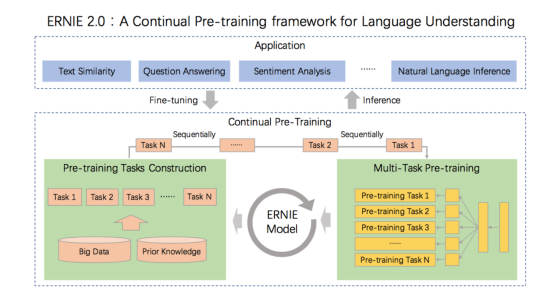 ERNIE 2.0：A Continual Pre-training framework for Language Understanding
Application
Text Similarity
Question Answering
Sentiment Analysis
······
Natural Language Inference
Fine-tuning
Inference
Continual Pre-Training
Sequentially
Sequentially
Task N
······
Task 2
Task 1
Pre-training Tasks Construction
Task 1
Task 2
Task 3
······
Task N
Big Data
Prior Knowledge
ERNIE
Model
Multi-Task Pre-training
Pre-training Task 1
Pre-training Task 2
Pre-training Task 3
······
Pre-training Task N